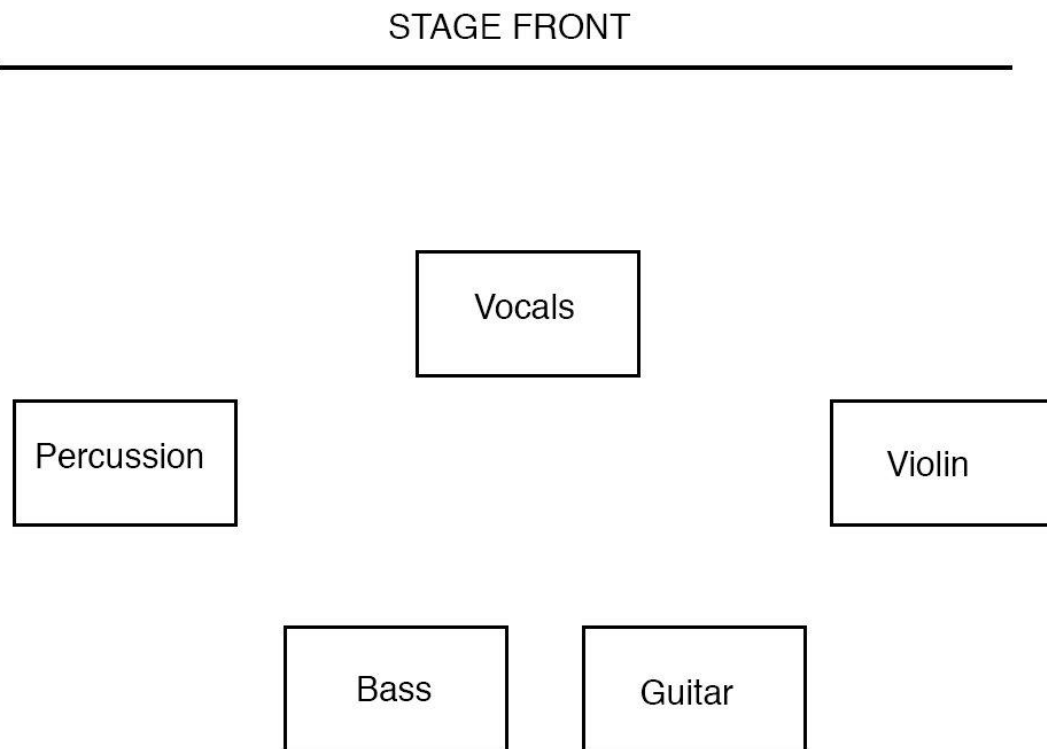 STAGE FRONT
Vocals
Percussion
Violin
Bass
Guitar